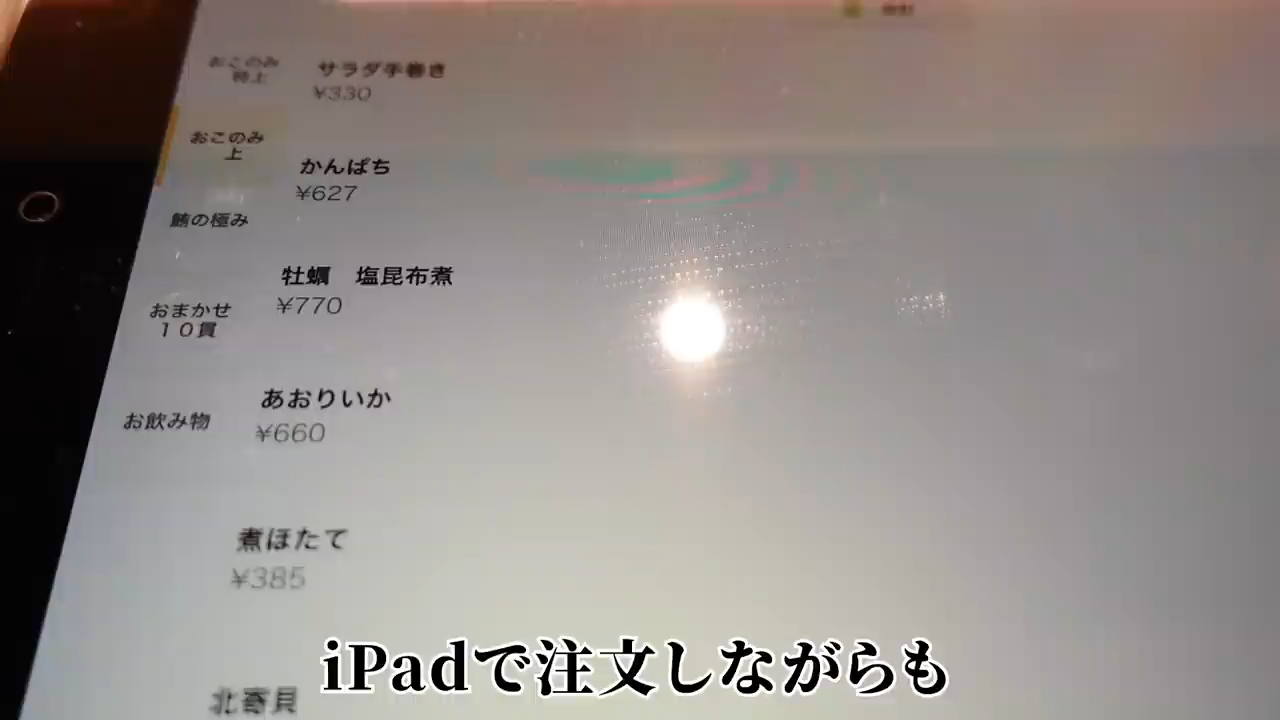 おこのみ
特上
おこのみ
上
鮪の極み
おまかせ
１０貫
お飲み物
サラダ手巻き
¥330
かんぱち
¥627
牡蠣　塩昆布煮
¥770
あおりいか
¥660
煮ほたて
¥385
北寄貝
iPadで注文しながらも